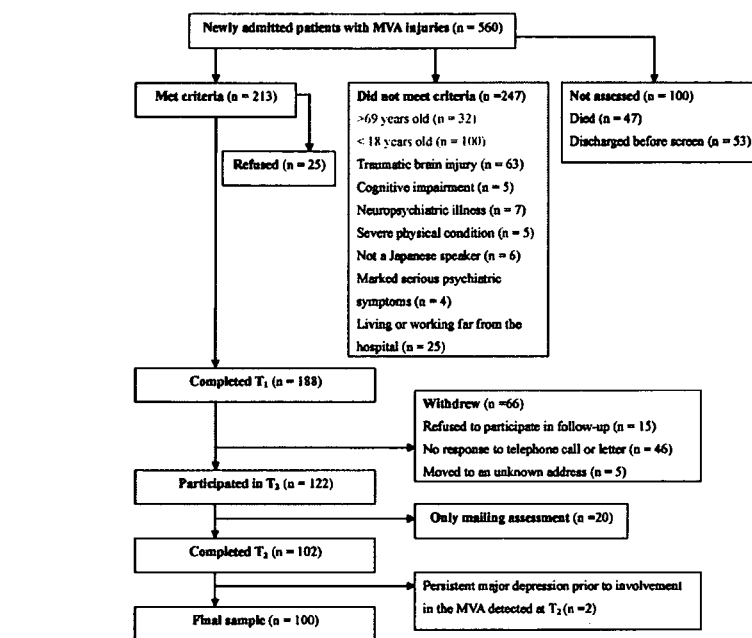 Newly admitted patients with MVA injuries (n = 560)
Met criteria (n = 213)
Refused (n = 25)
Did not meet criteria (n =247)
>69 years old (n = 32)
< 18 years old (n = 100)
Traumatic brain injury (n = 63)
Cognitive impairment (n = 5)
Neuropsychiatric illness (n = 7)
Severe physical condition (n = 5)
Not a Japanese speaker (n = 6)
Marked serious psychiatric
symptoms (n = 4)
Living or working far from the
hospital (n = 25)
Not assessed (n = 100)
Died (n = 47)
Discharged before screen (n = 53)
Completed T₁ (n = 188)
Withdrew (n =66)
Refused to participate in follow-up (n = 15)
No response to telephone call or letter (n = 46)
Moved to an unknown address (n = 5)
Participated in T₂ (n = 122)
Only mailing assessment (n =20)
Completed T₂ (n = 102)
Persistent major depression prior to involvement
in the MVA detected at T₂ (n =2)
Final sample (n = 100)